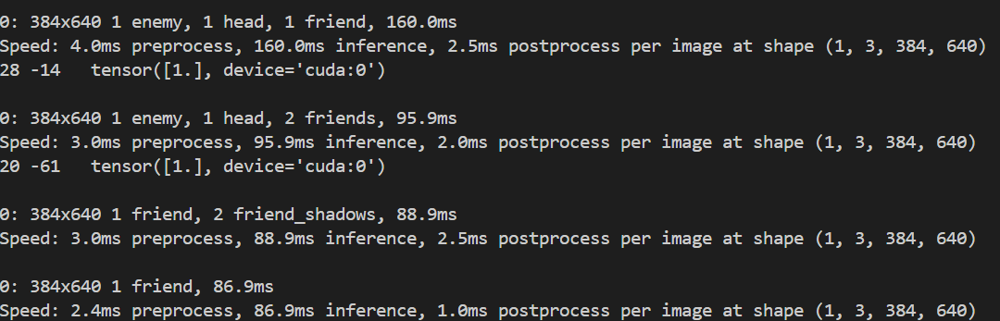 0: 384x640 1 enemy, 1 head, 1 friend, 160.0ms
Speed: 4.0ms preprocess, 160.0ms inference, 2.5ms postprocess per image at shape (1, 3, 384, 640)
28 -14   tensor([1.], device='cuda:0')

0: 384x640 1 enemy, 1 head, 2 friends, 95.9ms
Speed: 3.0ms preprocess, 95.9ms inference, 2.0ms postprocess per image at shape (1, 3, 384, 640)
20 -61   tensor([1.], device='cuda:0')

0: 384x640 1 friend, 2 friend_shadows, 88.9ms
Speed: 3.0ms preprocess, 88.9ms inference, 2.5ms postprocess per image at shape (1, 3, 384, 640)

0: 384x640 1 friend, 86.9ms
Speed: 2.4ms preprocess, 86.9ms inference, 1.0ms postprocess per image at shape (1, 3, 384, 640)